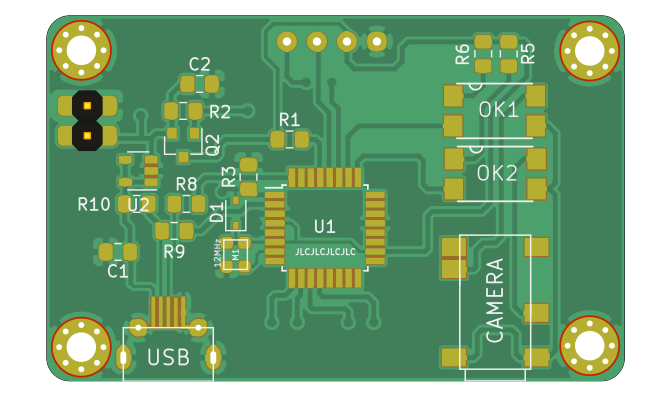 C2
R6
R5
R2
OK1
R1
Q2
R3
OK2
R8
R10
U2
D1
U1
R9
12MHz
M1
JLCJLCJLCJLC
C1
CAMERA
USB